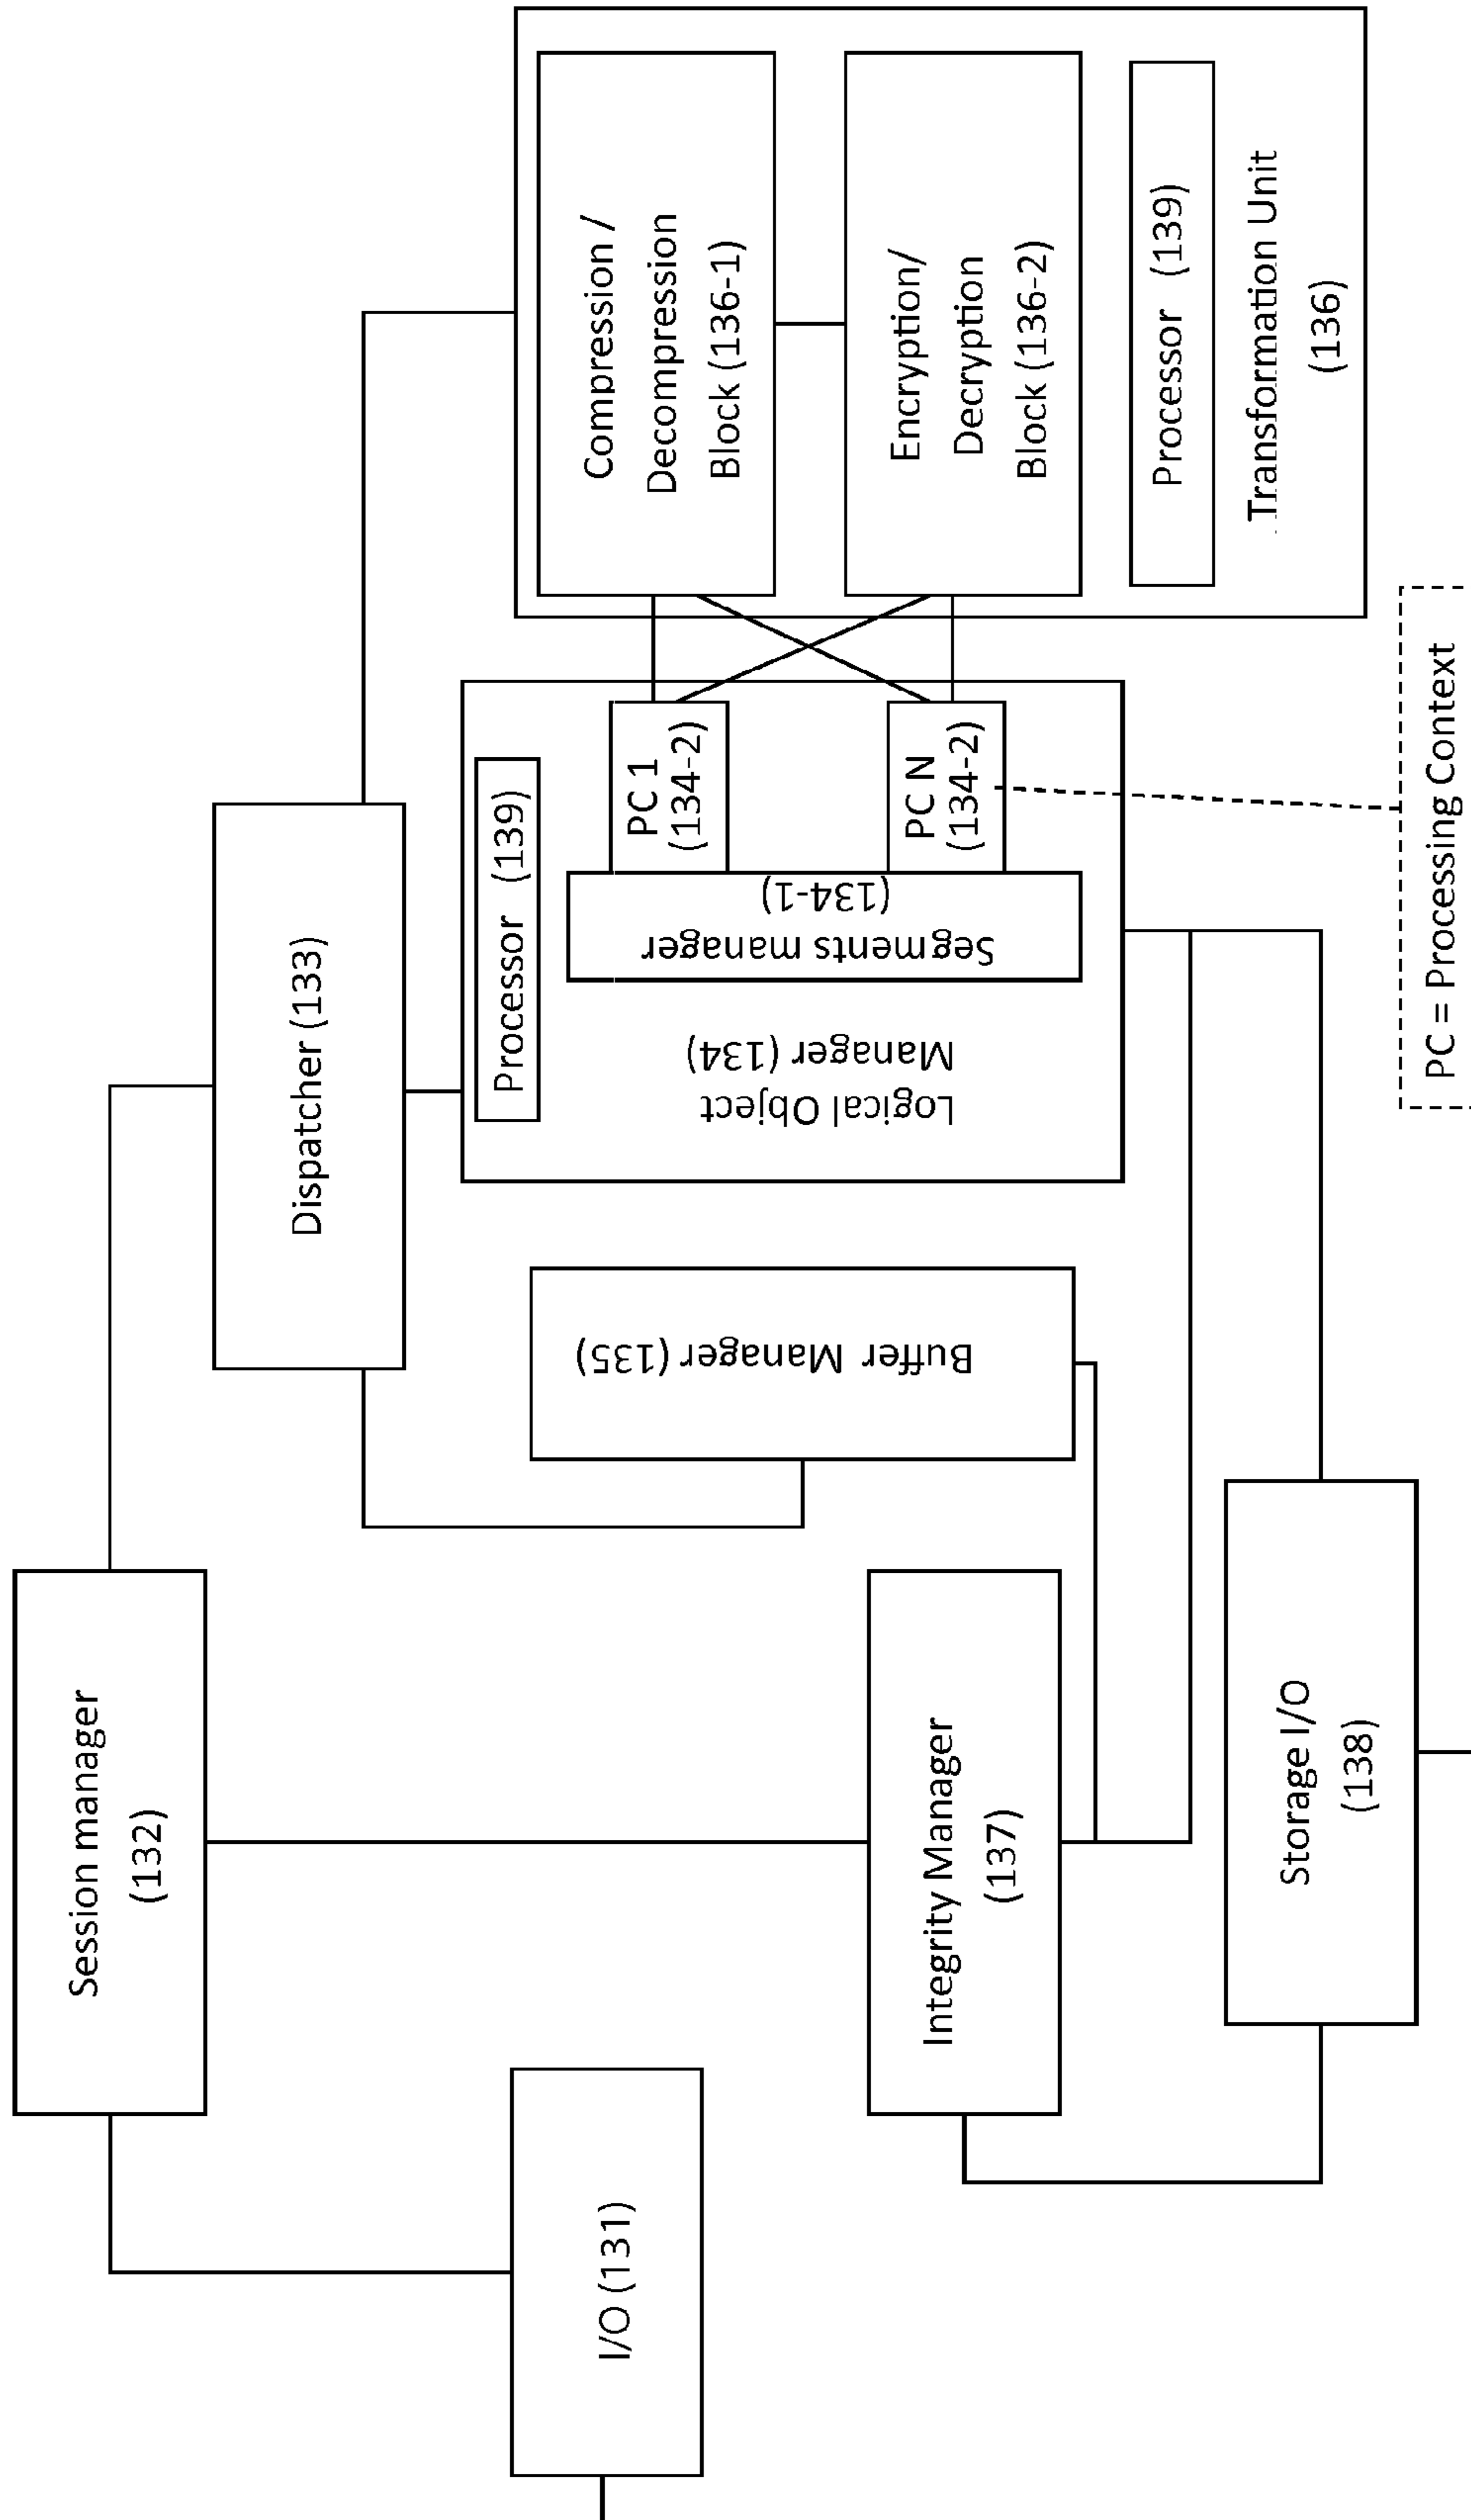 I/O (131)
Session manager
(132)
Integrity Manager
(137)
Storage I/O
(138)
Buffer Manager (135)
Dispatcher (133)
Logical Object
Manager (134)
Segments manager
(134-1)
Processor (139)
PC 1
(134-2)
PC N
(134-2)
PC = Processing Context
Compression /
Decompression
Block (136-1)
Encryption/
Decryption
Block (136-2)
Processor (139)
Transformation Unit
(136)